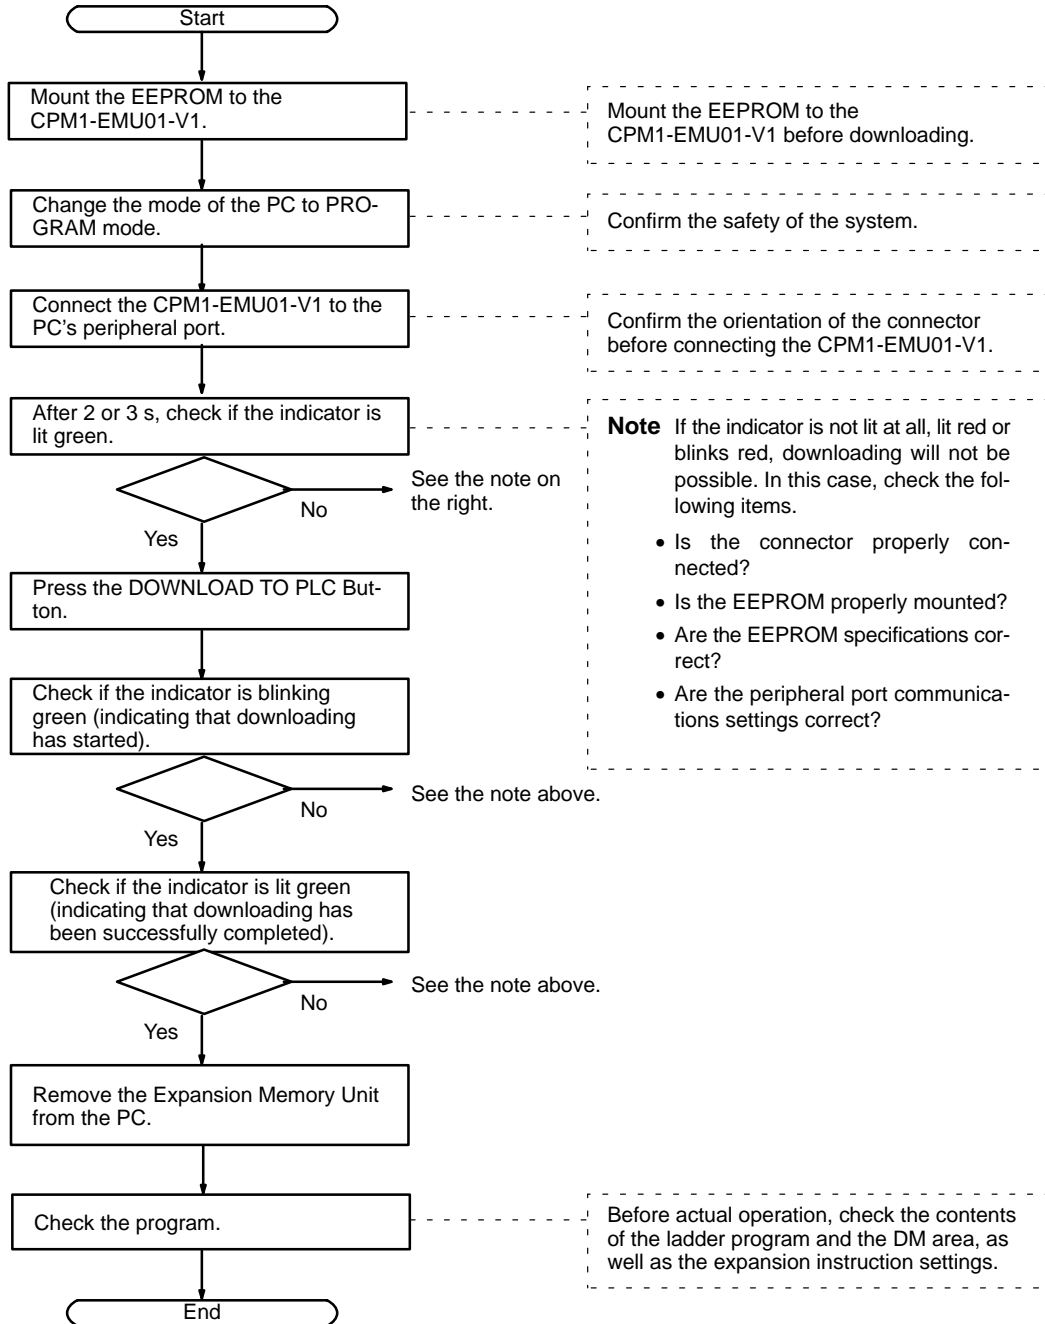 Start
Mount the EEPROM to the
CPM1-EMU01-V1.
Mount the EEPROM to the
CPM1-EMU01-V1 before downloading.
Change the mode of the PC to PRO-
GRAM mode.
Confirm the safety of the system.
Connect the CPM1-EMU01-V1 to the
PC's peripheral port.
Confirm the orientation of the connector
before connecting the CPM1-EMU01-V1.
After 2 or 3 s, check if the indicator is
lit green.
Note If the indicator is not lit at all, lit red or
blinks red, downloading will not be
possible. In this case, check the fol-
lowing items.
• Is the connector properly con-
nected?
• Is the EEPROM properly mounted?
• Are the EEPROM specifications cor-
rect?
• Are the peripheral port communica-
tions settings correct?
No
See the note on
the right.
Yes
Press the DOWNLOAD TO PLC But-
ton.
Check if the indicator is blinking
green (indicating that downloading
has started).
No
See the note above.
Yes
Check if the indicator is lit green
(indicating that downloading has
been successfully completed).
No
See the note above.
Yes
Remove the Expansion Memory Unit
from the PC.
Check the program.
Before actual operation, check the contents
of the ladder program and the DM area, as
well as the expansion instruction settings.
End